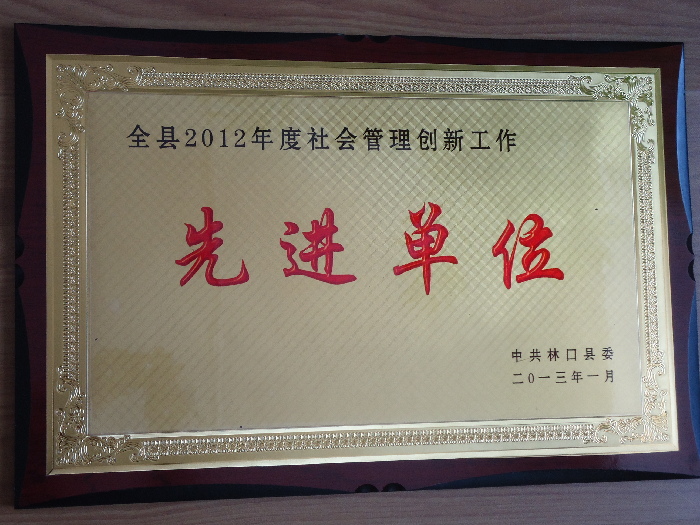 全县2012年度社会管理创新工作
先进单位
中共林口县委
二0一三年一月